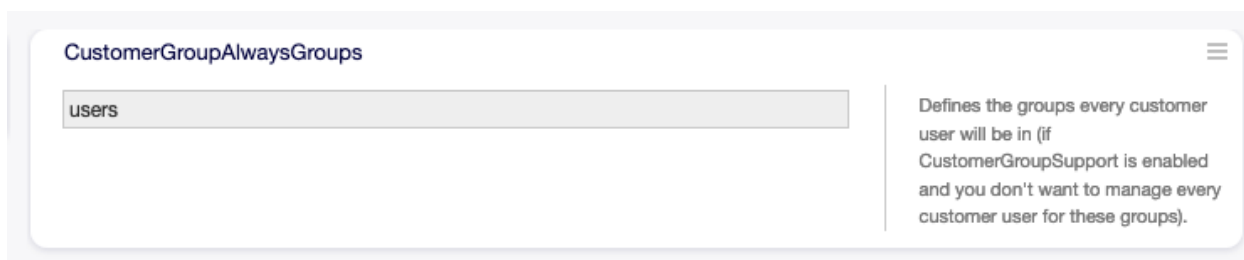 CustomerGroupAlwaysGroups
users
Defines the groups every customer
user will be in (if
CustomerGroupSupport is enabled
and you don't want to manage every
customer user for these groups).